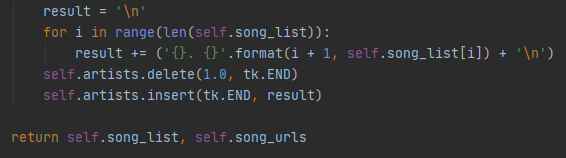 result = '\n'
for i in range(len(self.song_list)):
result += ('{}. {}'.format(i + 1, self.song_list[i]) + '\n')
self.artists.delete(1.0, tk.END)
self.artists.insert(tk.END, result)
return self.song_list, self.song_urls